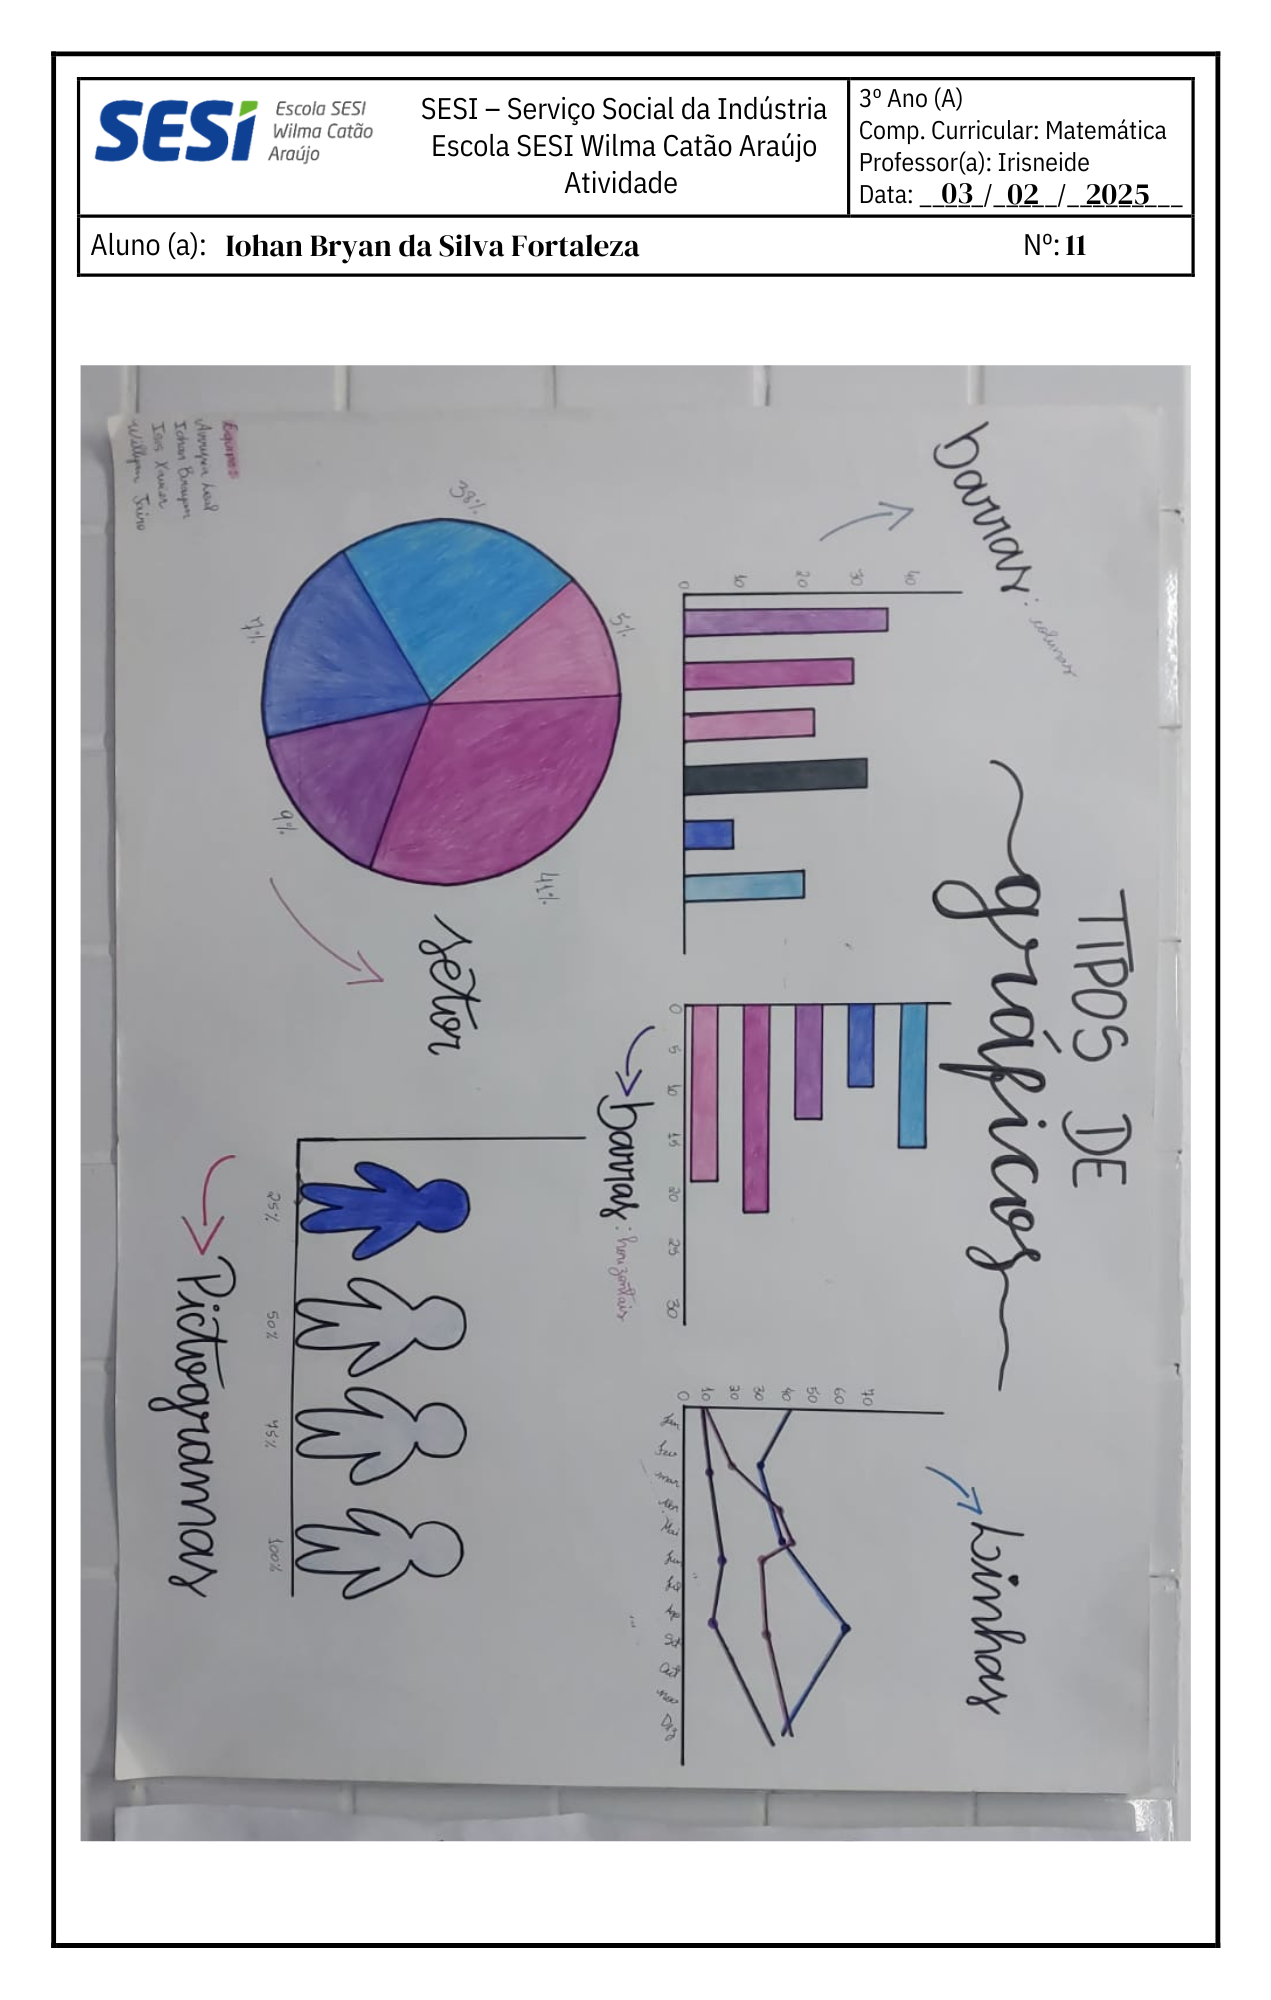 SESI
Escola SESI
Wilma Catão
Araújo
SESI – Serviço Social da Indústria
Escola SESI Wilma Catão Araújo
Atividade
3º Ano (A)
Comp. Curricular: Matemática
Professor(a): Irisneide
Data: 03/02/2025
Aluno (a): Iohan Bryan da Silva Fortaleza
Nº: 11
TIPOS DE
gráficos
barras: colunas
40
30
20
10
0
barras: horizontais
0 5 10 15 20 25 30
Linhas
70
60
50
40
30
20
10
0
Jan Fev mar Abr Mai Jun Jul Ago Set Out nov Dez
setor
38%
5%
41%
9%
7%
Pictogramas
25% 50% 75% 100%
Equipe:
Iohan Brayan
Isis Xavier
Willyan Jairo